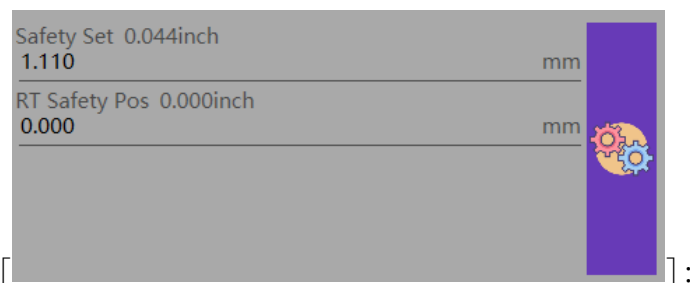 Safety Set 0.044inch
1.110 mm
RT Safety Pos 0.000inch
0.000 mm
[ ]: